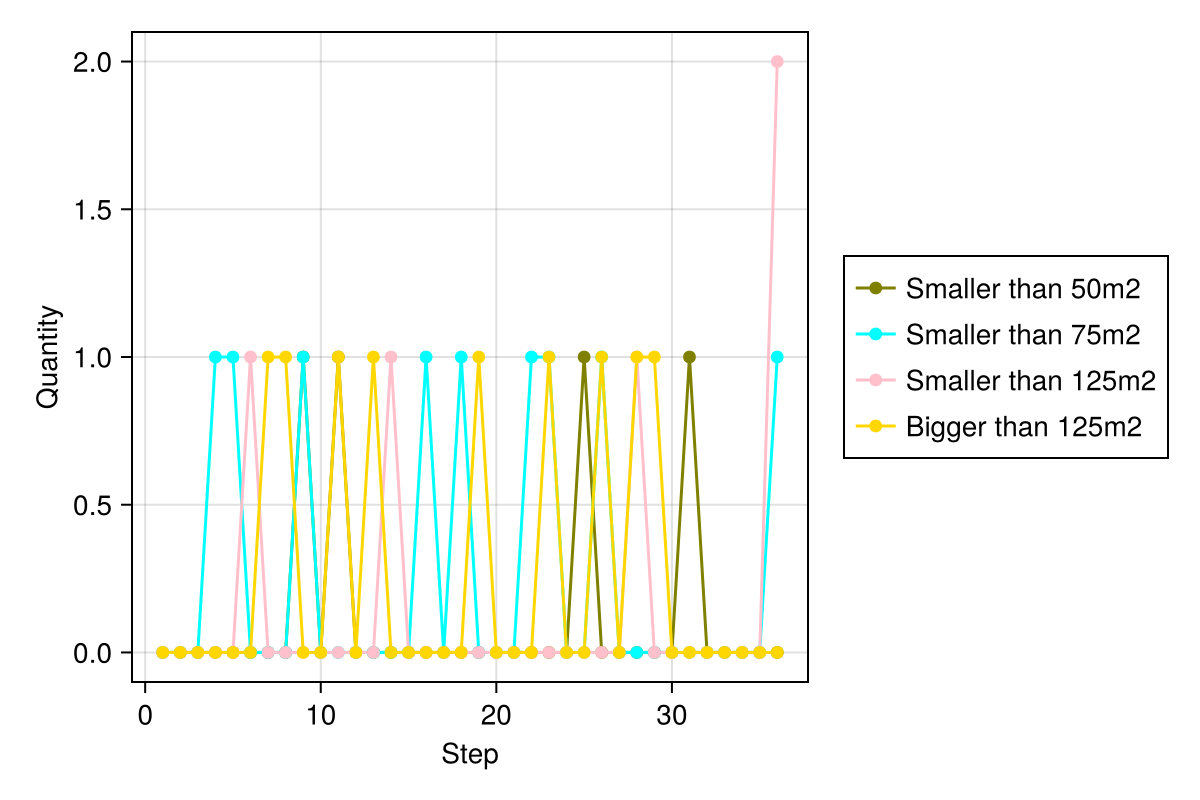 2.0
1.5
1.0
0.5
0.0
Quantity
0 10 20 30
Step
Smaller than 50m2
Smaller than 75m2
Smaller than 125m2
Bigger than 125m2